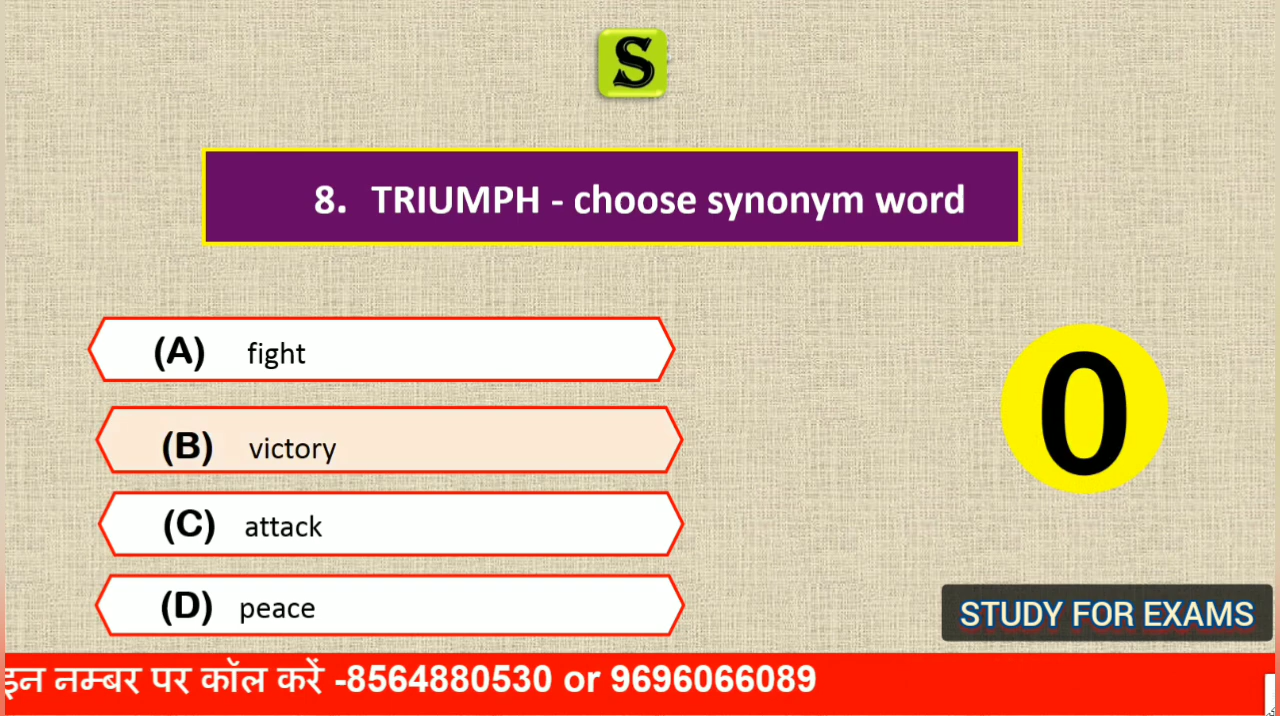 S
8. TRIUMPH - choose synonym word
(A) fight
(B) victory
(C) attack
(D) peace
0
STUDY FOR EXAMS
इन नम्बर पर कॉल करें -8564880530 or 9696066089